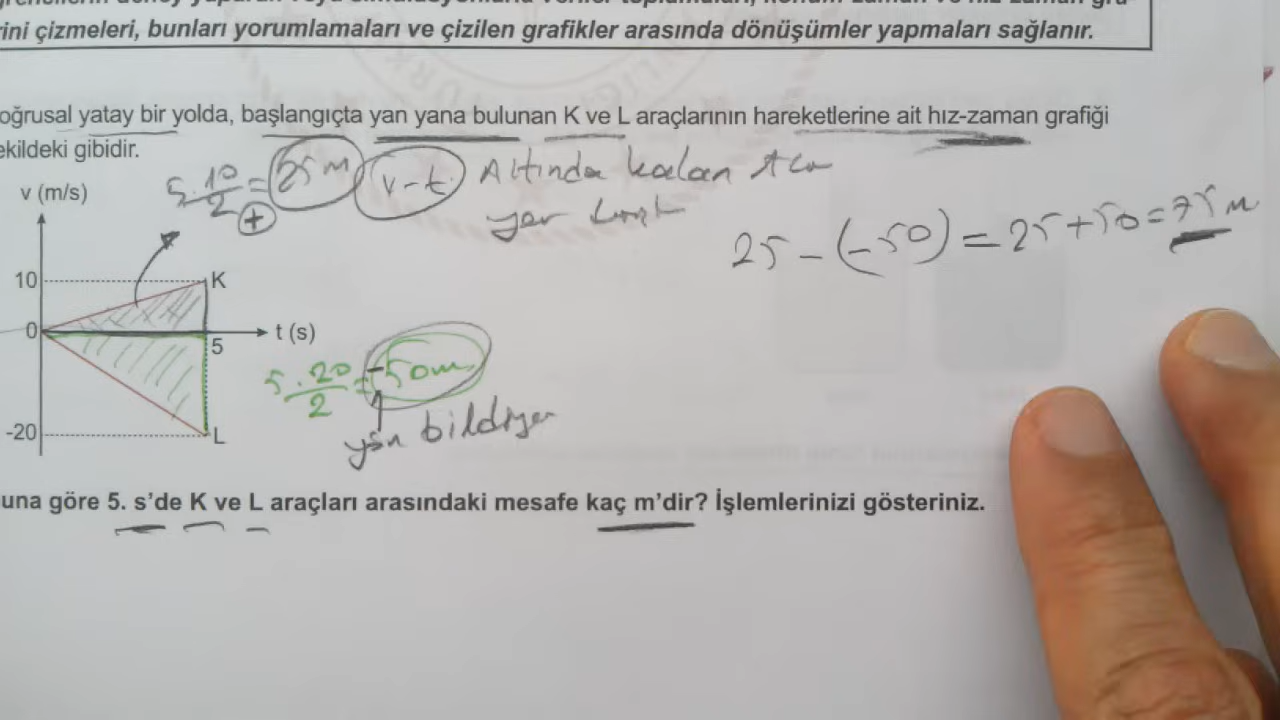 rini çizmeleri, bunları yorumlamaları ve çizilen grafikler arasında dönüşümler yapmaları sağlanır.
oğrusal yatay bir yolda, başlangıçta yan yana bulunan K ve L araçlarının hareketlerine ait hız-zaman grafiği
ekildeki gibidir.
5.10/2 = 25 m
+
v-t Altında kalan
yer
25 - (-50) = 25 + 50 = 75 m
v (m/s)
10 K
0 5 t (s)
5.20/2 = -50 m
yön bildiriyor
-20 L
una göre 5. s'de K ve L araçları arasındaki mesafe kaç m'dir? İşlemlerinizi gösteriniz.